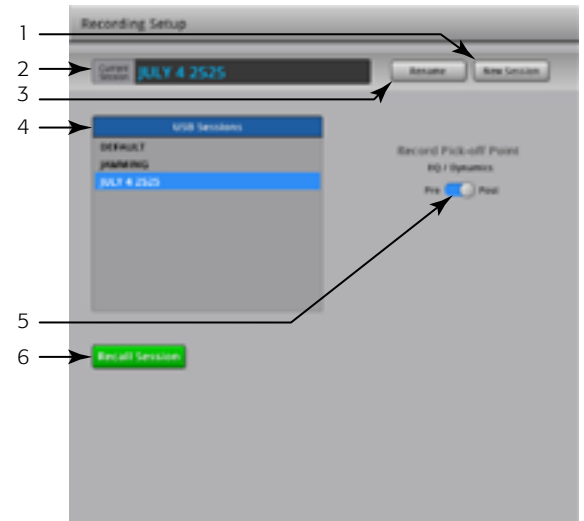 Recording Setup
1
2
3
4
5
6
Current Session
JULY 4 2525
Rename
New Session
USB Sessions
DEFAULT
JAMMING
JULY 4 2525
Record Pick-off Point
EQ / Dynamics
Pre
Post
Recall Session